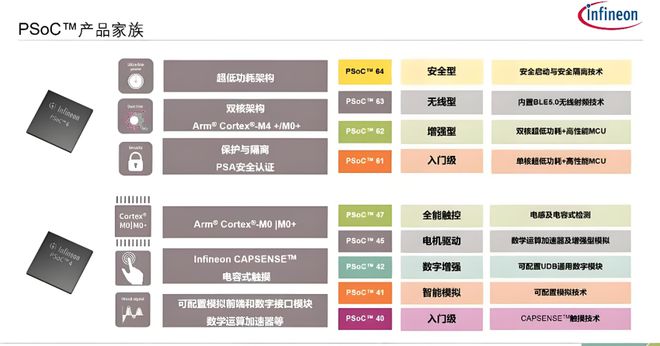 PSoC™产品家族
infineon
Infineon
PSoC™ 6
超低功耗架构
双核架构
Arm® Cortex®-M4 +/M0+
Security
保护与隔离
PSA安全认证
PSoC™ 64
安全型
安全启动与安全隔离技术
PSoC™ 63
无线型
内置BLE5.0无线射频技术
PSoC™ 62
增强型
双核超低功耗+高性能MCU
PSoC™ 61
入门级
单核超低功耗+高性能MCU
Infineon
PSoC™ 4
Cortex®
M0|M0+
Arm® Cortex®-M0 |M0+
Infineon CAPSENSE™
电容式触摸
Mixed signal
可配置模拟前端和数字接口模块
数学运算加速器等
PSoC™ 47
全能触控
电感及电容式检测
PSoC™ 45
电机驱动
数学运算加速器及增强型模拟
PSoC™ 42
数字增强
可配置UDB通用数字模块
PSoC™ 41
智能模拟
可配置模拟技术
PSoC™ 40
入门级
CAPSENSE™触摸技术